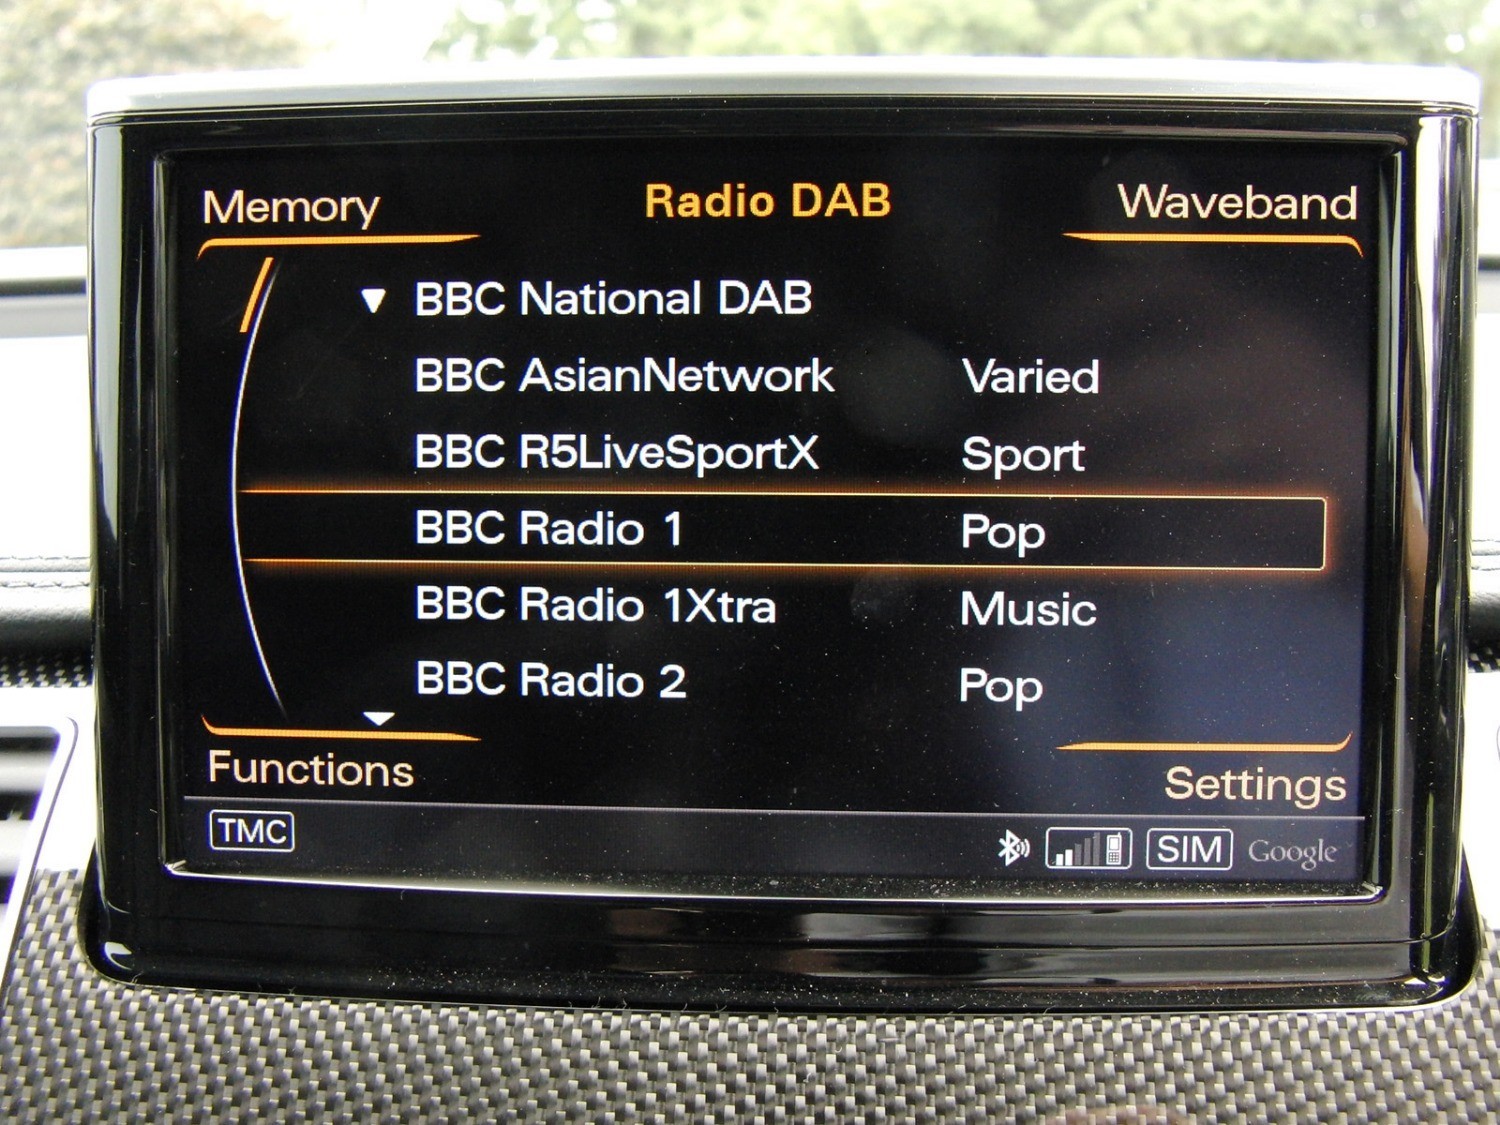 Memory Radio DAB Waveband
BBC National DAB
BBC AsianNetwork Varied
BBC R5LiveSportX Sport
BBC Radio 1 Pop
BBC Radio 1Xtra Music
BBC Radio 2 Pop
Functions Settings
TMC SIM Google